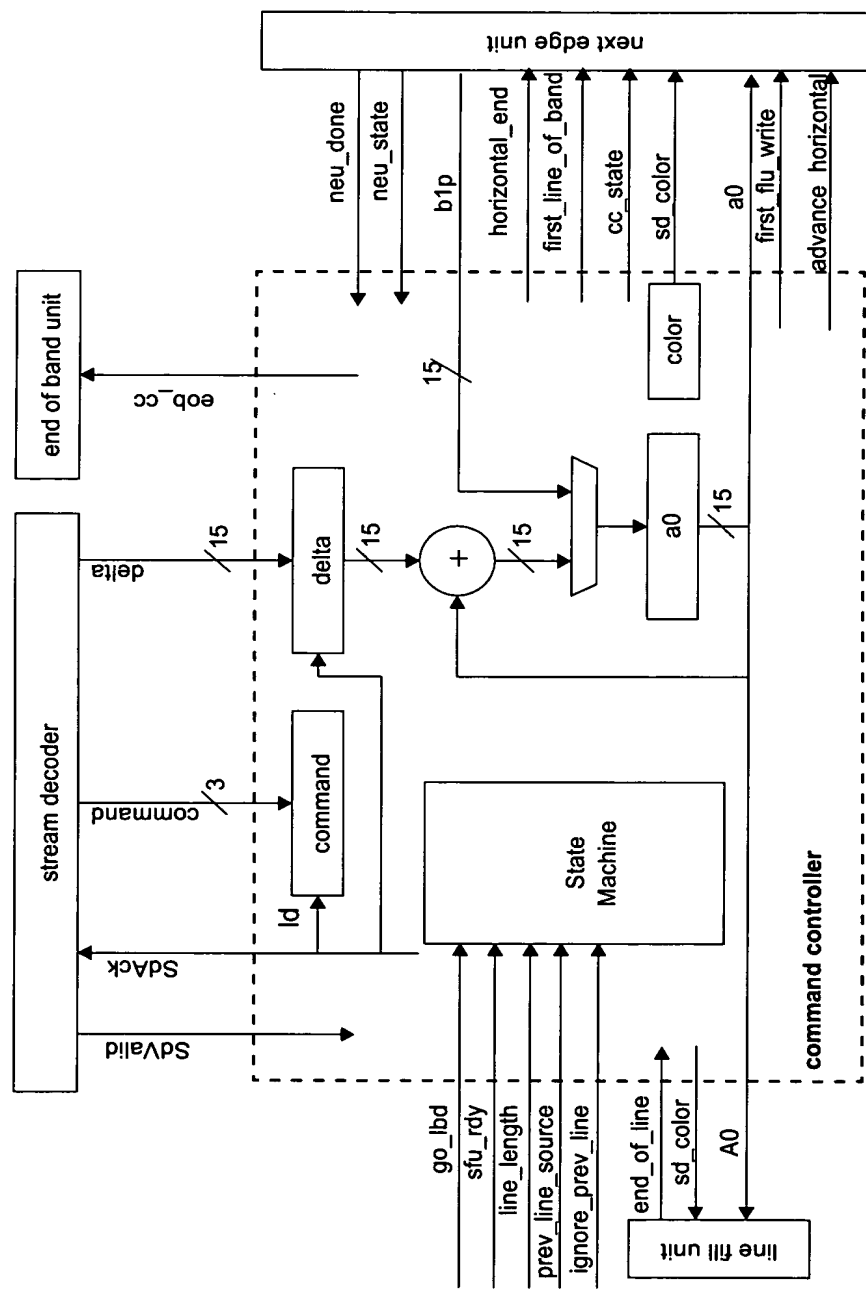 stream decoder
end of band unit
SdValid
SdAck
command
3
delta
15
eob_cc
ld
command
delta
15
+
15
15
a0
15
color
State
Machine
go_lbd
sfu_rdy
line_length
prev_line_source
ignore_prev_line
end_of_line
sd_color
A0
line fill unit
command controller
neu_done
neu_state
b1p
horizontal_end
first_line_of_band
cc_state
sd_color
a0
first_flu_write
advance_horizontal
next edge unit